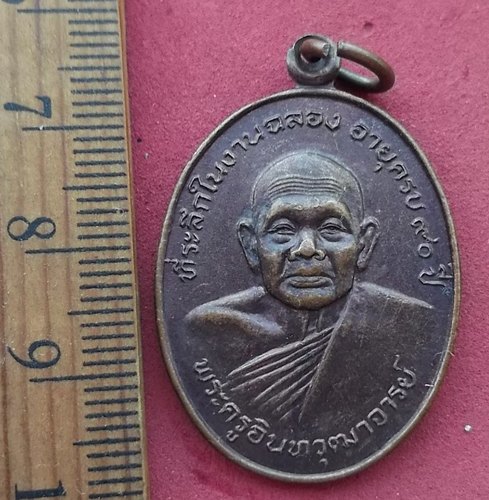 7
8
9
1
ที่ระลึกในงานฉลอง อายุครบ ๙๐ ปี
พระครูอินทวุฒาจารย์